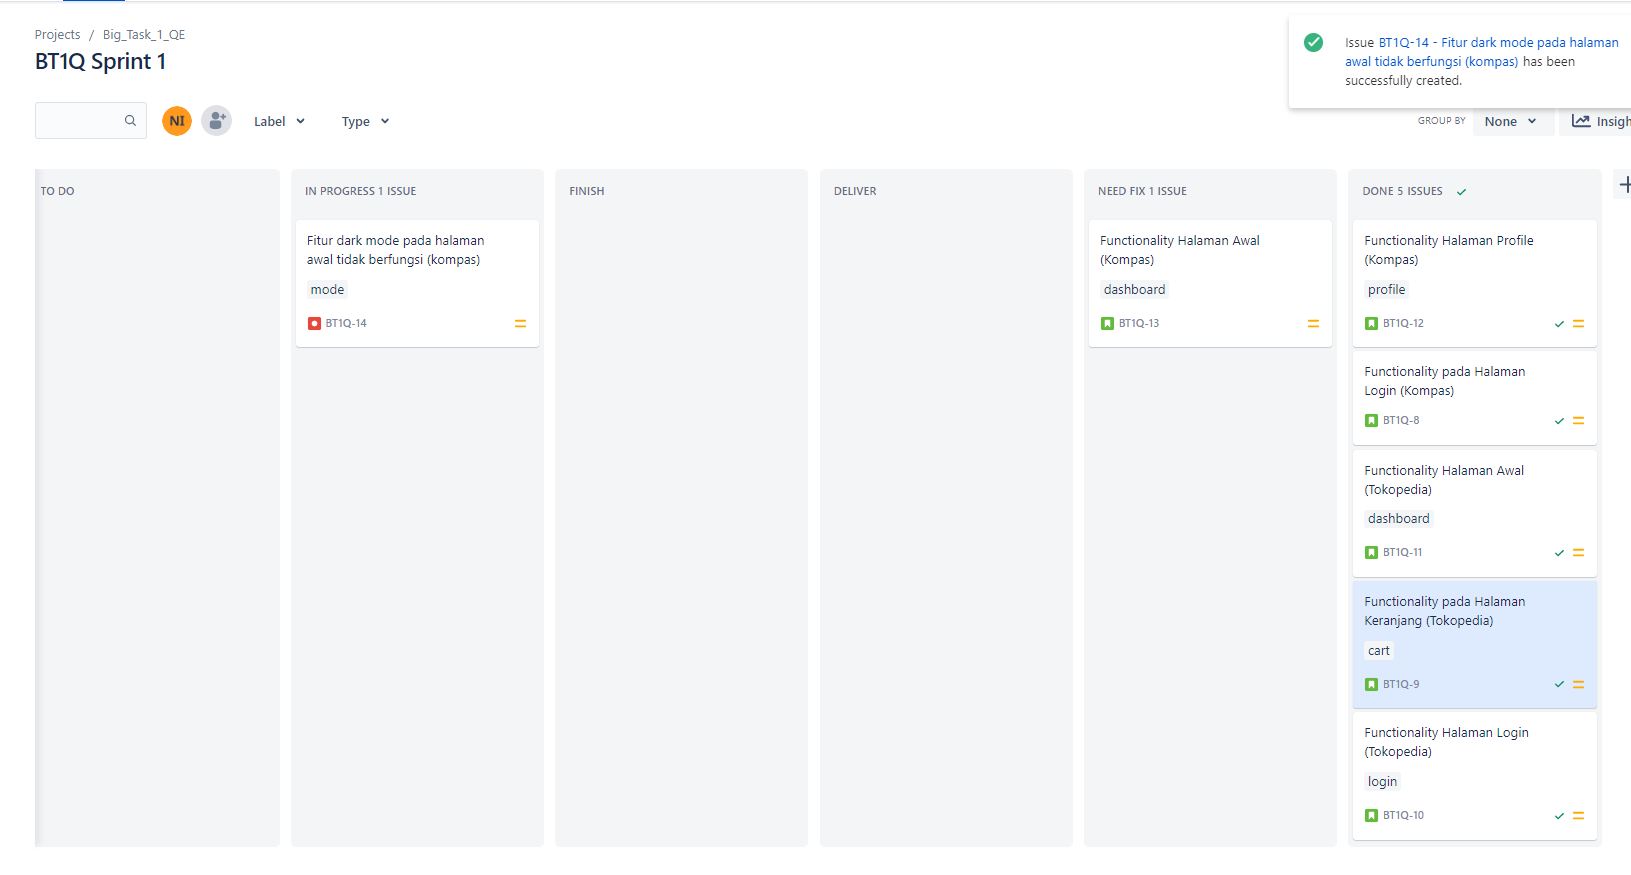 Projects / Big_Task_1_QE
BT1Q Sprint 1
Issue BT1Q-14 - Fitur dark mode pada halaman
awal tidak berfungsi (kompas) has been
successfully created.
NI
Label
Type
GROUP BY
None
Insigh
TO DO
IN PROGRESS 1 ISSUE
Fitur dark mode pada halaman
awal tidak berfungsi (kompas)
mode
BT1Q-14
FINISH
DELIVER
NEED FIX 1 ISSUE
Functionality Halaman Awal
(Kompas)
dashboard
BT1Q-13
DONE 5 ISSUES
Functionality Halaman Profile
(Kompas)
profile
BT1Q-12
Functionality pada Halaman
Login (Kompas)
BT1Q-8
Functionality Halaman Awal
(Tokopedia)
dashboard
BT1Q-11
Functionality pada Halaman
Keranjang (Tokopedia)
cart
BT1Q-9
Functionality Halaman Login
(Tokopedia)
login
BT1Q-10